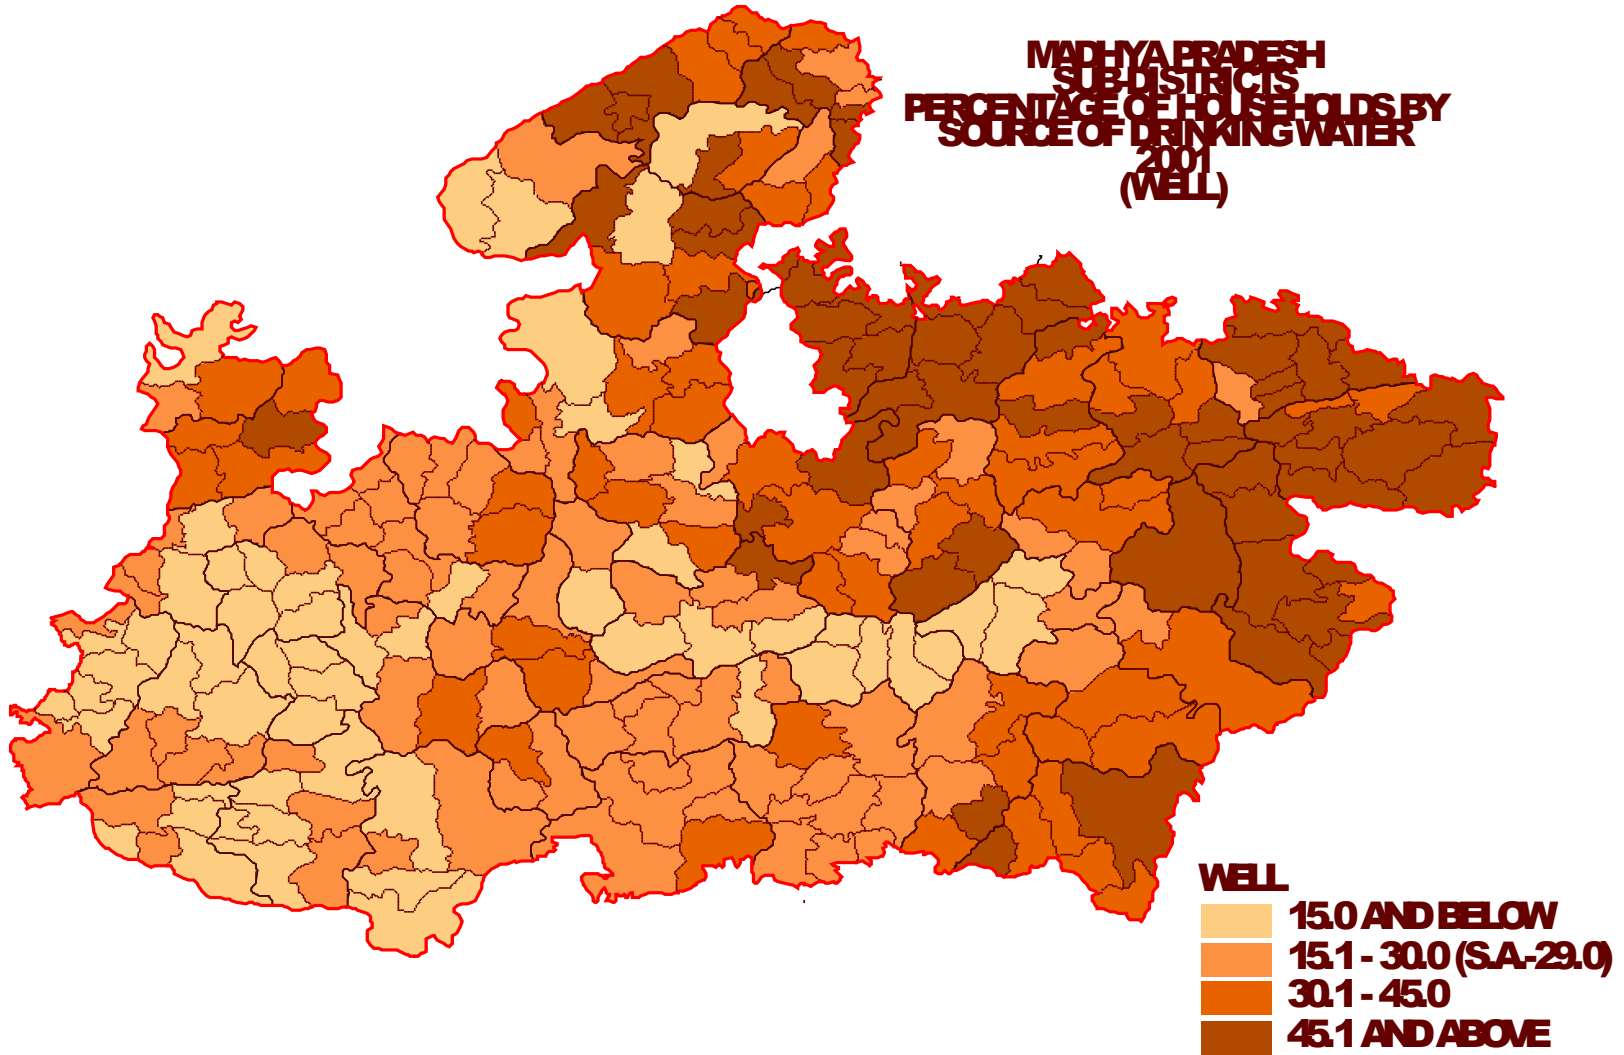 MADHYA PRADESH
SUB-DISTRICTS
PERCENTAGE OF HOUSEHOLDS BY
SOURCE OF DRINKING WATER
2001
(WELL)
WELL
15.0 AND BELOW
15.1 - 30.0 (S.A.-29.0)
30.1 - 45.0
45.1 AND ABOVE